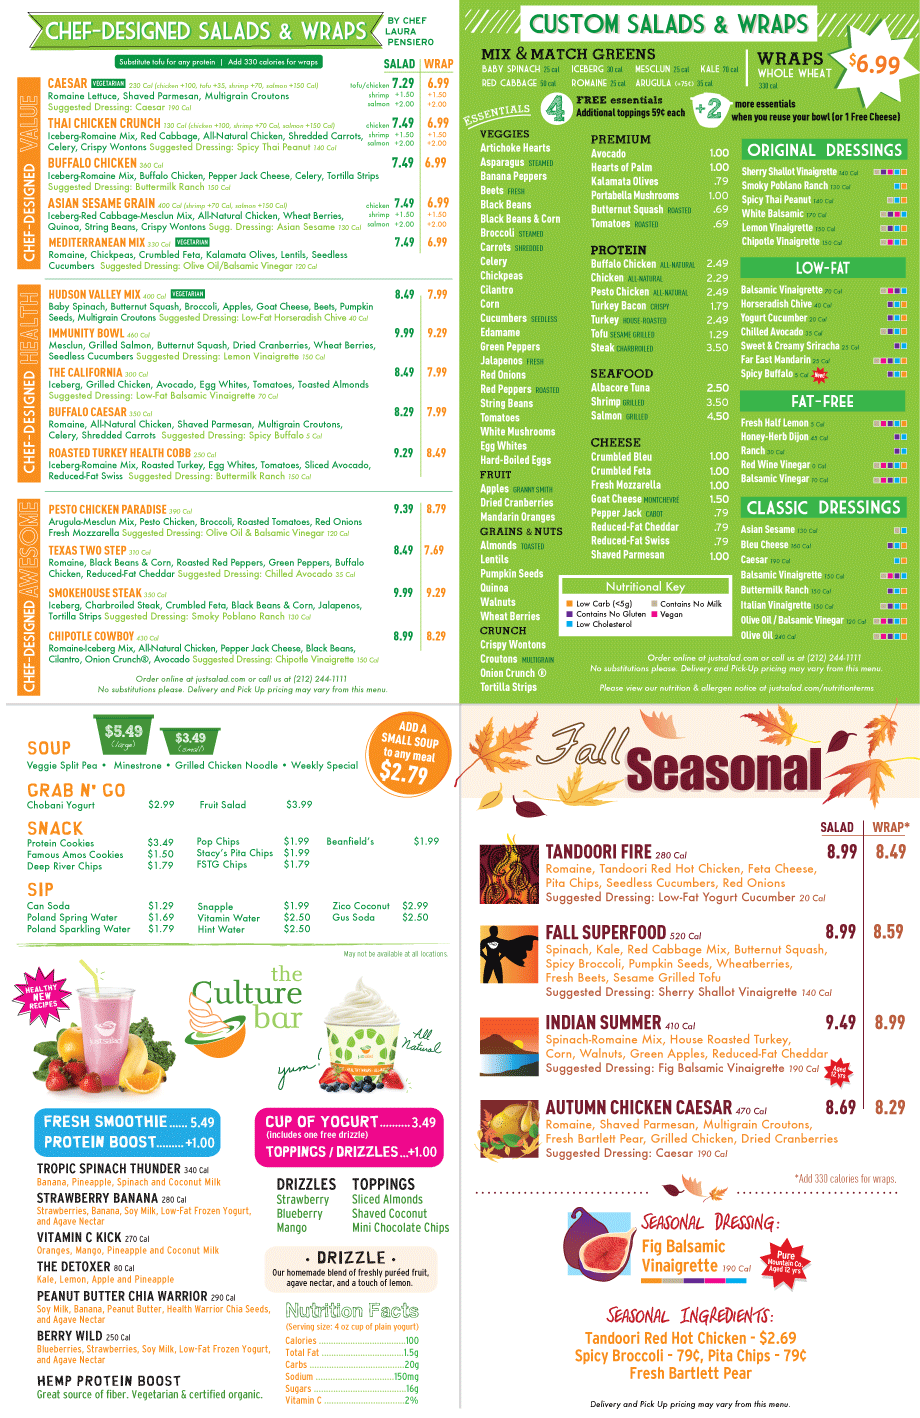 CHEF-DESIGNED SALADS & WRAPS
BY CHEF
LAURA
PENSIERO
Substitute tofu for any protein | Add 330 calories for wraps
SALAD WRAP
CHEF-DESIGNED VALUE
CAESAR VEGETARIAN 230 Cal (chicken +100, tofu +35, shrimp +70, salmon +150 Cal) tofu/chicken 7.29 6.99
Romaine Lettuce, Shaved Parmesan, Multigrain Croutons shrimp +1.50 +1.50
Suggested Dressing: Caesar 190 Cal salmon +2.00 +2.00
THAI CHICKEN CRUNCH 130 Cal (chicken +100, shrimp +70 Cal, salmon +150 Cal) chicken 7.49 6.99
Iceberg-Romaine Mix, Red Cabbage, All-Natural Chicken, Shredded Carrots, shrimp +1.50 +1.50
Celery, Crispy Wontons Suggested Dressing: Spicy Thai Peanut 140 Cal salmon +2.00 +2.00
BUFFALO CHICKEN 360 Cal 7.49 6.99
Iceberg-Romaine Mix, Buffalo Chicken, Pepper Jack Cheese, Celery, Tortilla Strips
Suggested Dressing: Buttermilk Ranch 150 Cal
ASIAN SESAME GRAIN 400 Cal (shrimp +70 Cal, salmon +150 Cal) chicken 7.49 6.99
Iceberg-Red Cabbage-Mesclun Mix, All-Natural Chicken, Wheat Berries, shrimp +1.50 +1.50
Quinoa, String Beans, Crispy Wontons Sugg. Dressing: Asian Sesame 130 Cal salmon +2.00 +2.00
MEDITERRANEAN MIX 330 Cal VEGETARIAN 7.49 6.99
Romaine, Chickpeas, Crumbled Feta, Kalamata Olives, Lentils, Seedless
Cucumbers Suggested Dressing: Olive Oil/Balsamic Vinegar 120 Cal
CHEF-DESIGNED HEALTH
HUDSON VALLEY MIX 400 Cal VEGETARIAN 8.49 7.99
Baby Spinach, Butternut Squash, Broccoli, Apples, Goat Cheese, Beets, Pumpkin
Seeds, Multigrain Croutons Suggested Dressing: Low-Fat Horseradish Chive 40 Cal
IMMUNITY BOWL 460 Cal 9.99 9.29
Mesclun, Grilled Salmon, Butternut Squash, Dried Cranberries, Wheat Berries,
Seedless Cucumbers Suggested Dressing: Lemon Vinaigrette 150 Cal
THE CALIFORNIA 300 Cal 8.49 7.99
Iceberg, Grilled Chicken, Avocado, Egg Whites, Tomatoes, Toasted Almonds
Suggested Dressing: Low-Fat Balsamic Vinaigrette 70 Cal
BUFFALO CAESAR 350 Cal 8.29 7.99
Romaine, All-Natural Chicken, Shaved Parmesan, Multigrain Croutons,
Celery, Shredded Carrots Suggested Dressing: Spicy Buffalo 5 Cal
ROASTED TURKEY HEALTH COBB 250 Cal 9.29 8.49
Iceberg-Romaine Mix, Roasted Turkey, Egg Whites, Tomatoes, Sliced Avocado,
Reduced-Fat Swiss Suggested Dressing: Buttermilk Ranch 150 Cal
CHEF-DESIGNED AWESOME
PESTO CHICKEN PARADISE 390 Cal 9.39 8.79
Arugula-Mesclun Mix, Pesto Chicken, Broccoli, Roasted Tomatoes, Red Onions
Fresh Mozzarella Suggested Dressing: Olive Oil & Balsamic Vinegar 120 Cal
TEXAS TWO STEP 310 Cal 8.49 7.69
Romaine, Black Beans & Corn, Roasted Red Peppers, Green Peppers, Buffalo
Chicken, Reduced-Fat Cheddar Suggested Dressing: Chilled Avocado 35 Cal
SMOKEHOUSE STEAK 350 Cal 9.99 9.29
Iceberg, Charbroiled Steak, Crumbled Feta, Black Beans & Corn, Jalapenos,
Tortilla Strips Suggested Dressing: Smoky Poblano Ranch 130 Cal
CHIPOTLE COWBOY 430 Cal 8.99 8.29
Romaine-Iceberg Mix, All-Natural Chicken, Pepper Jack Cheese, Black Beans,
Cilantro, Onion Crunch®, Avocado Suggested Dressing: Chipotle Vinaigrette 150 Cal
Order online at justsalad.com or call us at (212) 244-1111
No substitutions please. Delivery and Pick Up pricing may vary from this menu.
CUSTOM SALADS & WRAPS
MIX & MATCH GREENS
BABY SPINACH 25 cal ICEBERG 30 cal MESCLUN 25 cal KALE 70 cal
RED CABBAGE 50 cal ROMAINE 25 cal ARUGULA (+75¢) 35 cal
WRAPS
WHOLE WHEAT
330 cal
$6.99
ESSENTIALS
4 FREE essentials
Additional toppings 59¢ each
+2 more essentials
when you reuse your bowl (or 1 Free Cheese)
VEGGIES
Artichoke Hearts
Asparagus STEAMED
Banana Peppers
Beets FRESH
Black Beans
Black Beans & Corn
Broccoli STEAMED
Carrots SHREDDED
Celery
Chickpeas
Cilantro
Corn
Cucumbers SEEDLESS
Edamame
Green Peppers
Jalapenos FRESH
Red Onions
Red Peppers ROASTED
String Beans
Tomatoes
White Mushrooms
Egg Whites
Hard-Boiled Eggs
FRUIT
Apples GRANNY SMITH
Dried Cranberries
Mandarin Oranges
GRAINS & NUTS
Almonds TOASTED
Lentils
Pumpkin Seeds
Quinoa
Walnuts
Wheat Berries
CRUNCH
Crispy Wontons
Croutons MULTIGRAIN
Onion Crunch ®
Tortilla Strips
PREMIUM
Avocado 1.00
Hearts of Palm 1.00
Kalamata Olives .79
Portabella Mushrooms 1.00
Butternut Squash ROASTED .69
Tomatoes ROASTED .69
PROTEIN
Buffalo Chicken ALL-NATURAL 2.49
Chicken ALL-NATURAL 2.29
Pesto Chicken ALL-NATURAL 2.49
Turkey Bacon CRISPY 1.79
Turkey HOUSE-ROASTED 2.49
Tofu SESAME GRILLED 1.29
Steak CHARBROILED 3.50
SEAFOOD
Albacore Tuna 2.50
Shrimp GRILLED 3.50
Salmon GRILLED 4.50
CHEESE
Crumbled Bleu 1.00
Crumbled Feta 1.00
Fresh Mozzarella 1.00
Goat Cheese MONTCHEVRÉ 1.50
Pepper Jack CABOT .79
Reduced-Fat Cheddar .79
Reduced-Fat Swiss .79
Shaved Parmesan 1.00
ORIGINAL DRESSINGS
Sherry Shallot Vinaigrette 140 Cal
Smoky Poblano Ranch 130 Cal
Spicy Thai Peanut 140 Cal
White Balsamic 170 Cal
Lemon Vinaigrette 150 Cal
Chipotle Vinaigrette 150 Cal
LOW-FAT
Balsamic Vinaigrette 70 Cal
Horseradish Chive 40 Cal
Yogurt Cucumber 20 Cal
Chilled Avocado 35 Cal
Sweet & Creamy Sriracha 25 Cal
Far East Mandarin 25 Cal
Spicy Buffalo 5 Cal New!
FAT-FREE
Fresh Half Lemon 5 Cal
Honey-Herb Dijon 45 Cal
Ranch 30 Cal
Red Wine Vinegar 0 Cal
Balsamic Vinegar 10 Cal
CLASSIC DRESSINGS
Asian Sesame 130 Cal
Bleu Cheese 160 Cal
Caesar 190 Cal
Balsamic Vinaigrette 150 Cal
Buttermilk Ranch 150 Cal
Italian Vinaigrette 150 Cal
Olive Oil / Balsamic Vinegar 120 Cal
Olive Oil 240 Cal
Nutritional Key
Low Carb (<5g) Contains No Milk
Contains No Gluten Vegan
Low Cholesterol
Order online at justsalad.com or call us at (212) 244-1111
No substitutions please. Delivery and Pick-Up pricing may vary from this menu.
Please view our nutrition & allergen notice at justsalad.com/nutritionterms
SOUP
$5.49
(large)
$3.49
(small)
ADD A
SMALL SOUP
to any meal
$2.79
Veggie Split Pea • Minestrone • Grilled Chicken Noodle • Weekly Special
GRAB N' GO
Chobani Yogurt $2.99 Fruit Salad $3.99
SNACK
Protein Cookies $3.49 Pop Chips $1.99 Beanfield's $1.99
Famous Amos Cookies $1.50 Stacy's Pita Chips $1.99
Deep River Chips $1.79 FSTG Chips $1.79
SIP
Can Soda $1.29 Snapple $1.99 Zico Coconut $2.99
Poland Spring Water $1.69 Vitamin Water $2.50 Gus Soda $2.50
Poland Sparkling Water $1.79 Hint Water $2.50
May not be available at all locations.
HEALTHY
NEW
RECIPES
justsalad
the
Culture
bar
yum!
All
Natural
FRESH SMOOTHIE...... 5.49
PROTEIN BOOST......... +1.00
TROPIC SPINACH THUNDER 340 Cal
Banana, Pineapple, Spinach and Coconut Milk
STRAWBERRY BANANA 280 Cal
Strawberries, Banana, Soy Milk, Low-Fat Frozen Yogurt,
and Agave Nectar
VITAMIN C KICK 270 Cal
Oranges, Mango, Pineapple and Coconut Milk
THE DETOXER 80 Cal
Kale, Lemon, Apple and Pineapple
PEANUT BUTTER CHIA WARRIOR 290 Cal
Soy Milk, Banana, Peanut Butter, Health Warrior Chia Seeds,
and Agave Nectar
BERRY WILD 250 Cal
Blueberries, Strawberries, Soy Milk, Low-Fat Frozen Yogurt,
and Agave Nectar
HEMP PROTEIN BOOST
Great source of fiber. Vegetarian & certified organic.
CUP OF YOGURT..........3.49
(includes one free drizzle)
TOPPINGS / DRIZZLES...+1.00
DRIZZLES TOPPINGS
Strawberry Sliced Almonds
Blueberry Shaved Coconut
Mango Mini Chocolate Chips
• DRIZZLE •
Our homemade blend of freshly puréed fruit,
agave nectar, and a touch of lemon.
Nutrition Facts
(Serving size: 4 oz cup of plain yogurt)
Calories 100
Total Fat 1.5g
Carbs 20g
Sodium 150mg
Sugars 16g
Vitamin C 2%
Fall
Seasonal
SALAD WRAP*
TANDOORI FIRE 280 Cal 8.99 8.49
Romaine, Tandoori Red Hot Chicken, Feta Cheese,
Pita Chips, Seedless Cucumbers, Red Onions
Suggested Dressing: Low-Fat Yogurt Cucumber 20 Cal
FALL SUPERFOOD 520 Cal 8.99 8.59
Spinach, Kale, Red Cabbage Mix, Butternut Squash,
Spicy Broccoli, Pumpkin Seeds, Wheatberries,
Fresh Beets, Sesame Grilled Tofu
Suggested Dressing: Sherry Shallot Vinaigrette 140 Cal
INDIAN SUMMER 410 Cal 9.49 8.99
Spinach-Romaine Mix, House Roasted Turkey,
Corn, Walnuts, Green Apples, Reduced-Fat Cheddar
Suggested Dressing: Fig Balsamic Vinaigrette 190 Cal
Aged
12 yrs
AUTUMN CHICKEN CAESAR 470 Cal 8.69 8.29
Romaine, Shaved Parmesan, Multigrain Croutons,
Fresh Bartlett Pear, Grilled Chicken, Dried Cranberries
Suggested Dressing: Caesar 190 Cal
*Add 330 calories for wraps.
SEASONAL DRESSING:
Fig Balsamic
Vinaigrette 190 Cal
Pure
Mountain Co.
Aged 12 yrs
SEASONAL INGREDIENTS:
Tandoori Red Hot Chicken - $2.69
Spicy Broccoli - 79¢, Pita Chips - 79¢
Fresh Bartlett Pear
Delivery and Pick Up pricing may vary from this menu.